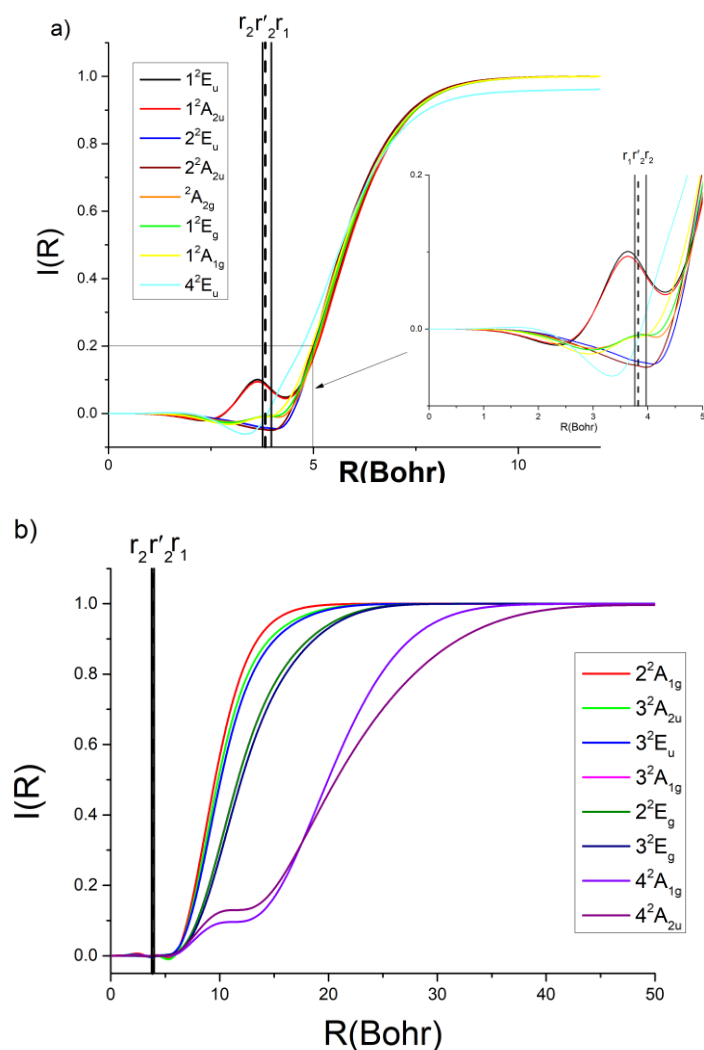 a)
r₂r′₂r₁
1²Eᵤ
1²A₂ᵤ
2²Eᵤ
2²A₂ᵤ
²A₂g
1²Eg
1²A₁g
4²Eᵤ
I(R)
1.0
0.8
0.6
0.4
0.2
0.0
0
5
10
R(Bohr)
r₁r′₂r₂
0.2
0.0
0
1
2
3
4
5
R(Bohr)
b)
r₂r′₂r₁
I(R)
1.0
0.8
0.6
0.4
0.2
0.0
2²A₁g
3²A₂ᵤ
3²Eᵤ
3²A₁g
2²Eg
3²Eg
4²A₁g
4²A₂ᵤ
0
10
20
30
40
50
R(Bohr)